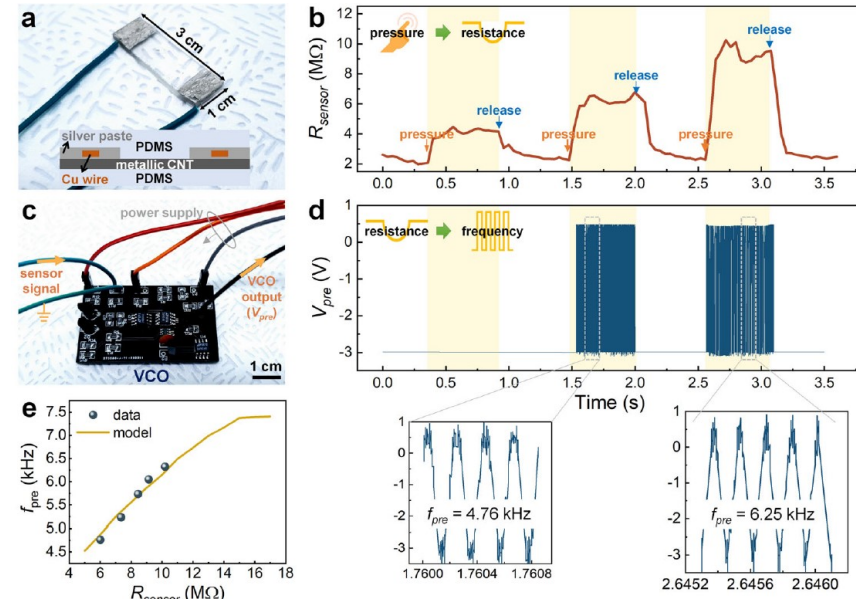 a
3 cm
1 cm
silver paste
PDMS
metallic CNT
Cu wire
PDMS
b
R_sensor (MΩ)
12
10
8
6
4
2
pressure
resistance
pressure
release
pressure
release
pressure
release
0.0 0.5 1.0 1.5 2.0 2.5 3.0 3.5
c
power supply
sensor
signal
VCO
output
(V_pre)
VCO
1 cm
d
V_pre (V)
1
0
-1
-2
-3
resistance
frequency
0.0 0.5 1.0 1.5 2.0 2.5 3.0 3.5
Time (s)
1
0
-1
-2
-3
f_pre = 4.76 kHz
1.7600 1.7604 1.7608
1
0
-1
-2
-3
f_pre = 6.25 kHz
2.6452 2.6456 2.6460
e
f_pre (kHz)
7.5
7.0
6.5
6.0
5.5
5.0
4.5
data
model
4 6 8 10 12 14 16 18
R_sensor (MΩ)